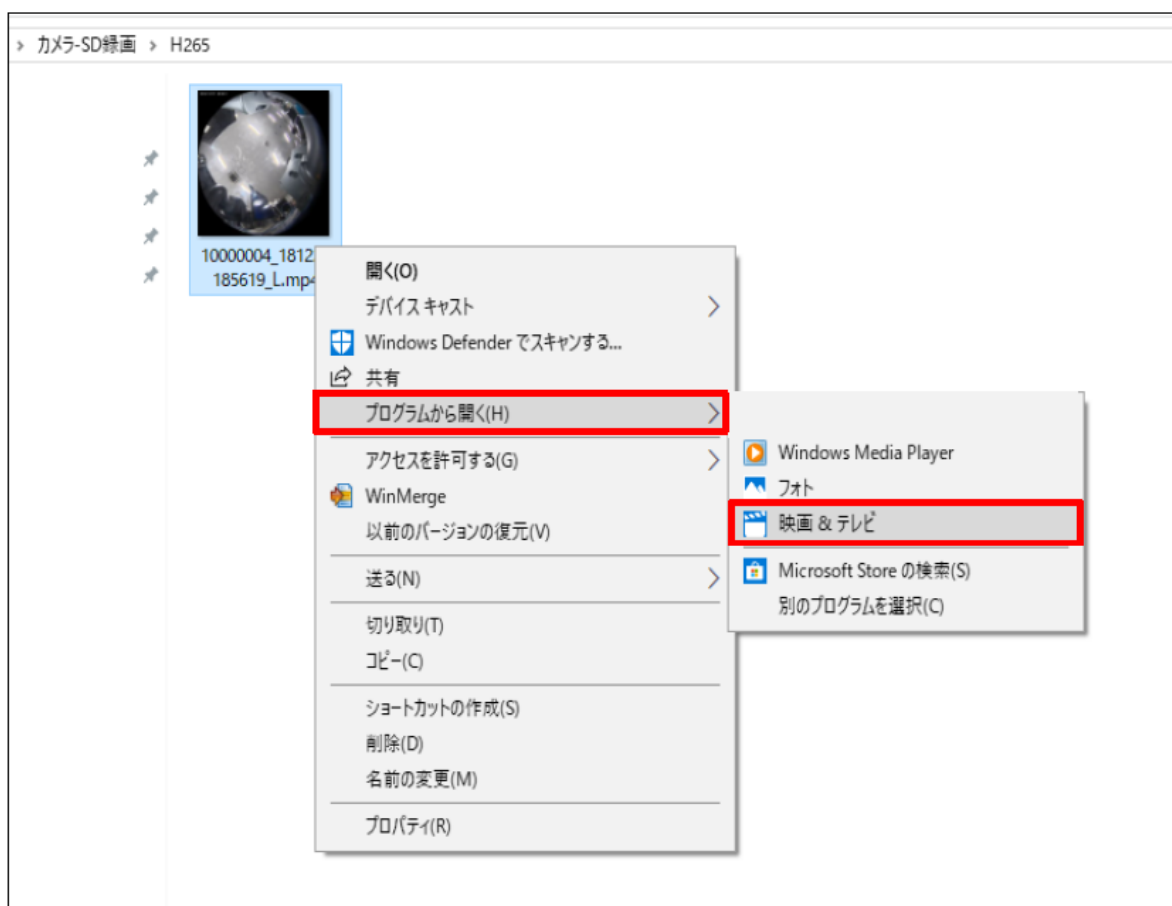 › カメラ-SD録画 › H265
10000004_1812
185619_L.mp4
開く(O)
デバイス キャスト
Windows Defender でスキャンする...
共有
プログラムから開く(H)
アクセスを許可する(G)
WinMerge
以前のバージョンの復元(V)
送る(N)
切り取り(T)
コピー(C)
ショートカットの作成(S)
削除(D)
名前の変更(M)
プロパティ(R)
Windows Media Player
フォト
映画 & テレビ
Microsoft Store の検索(S)
別のプログラムを選択(C)